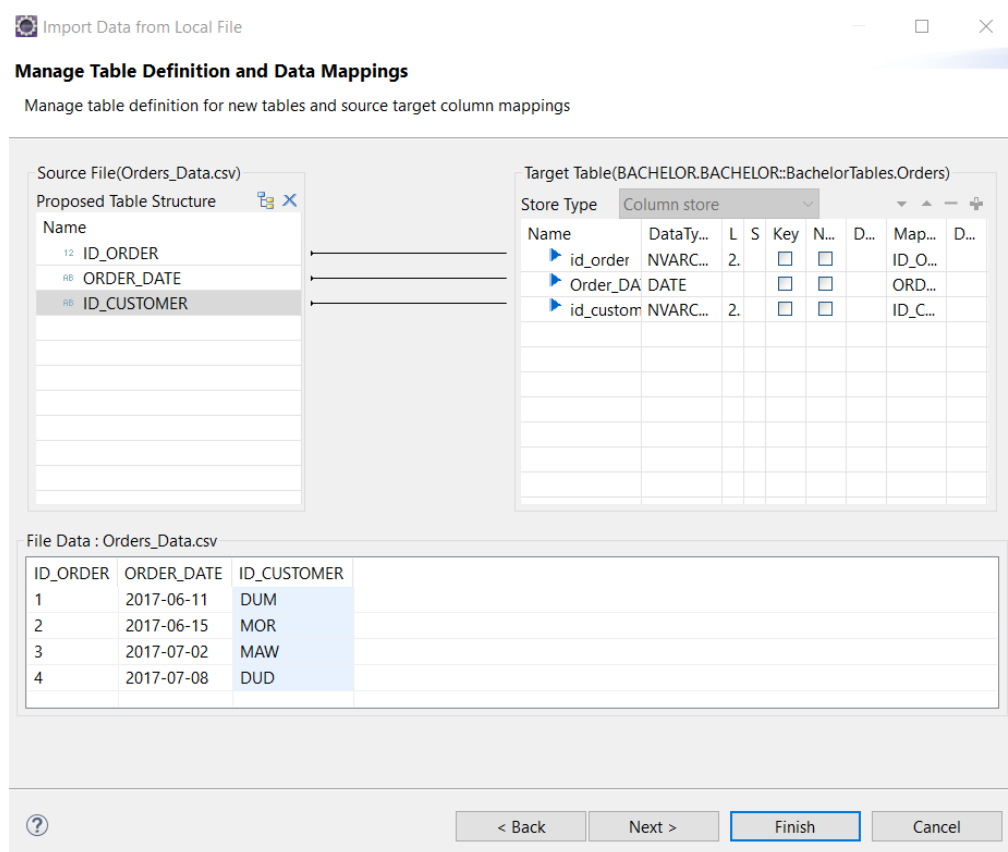 Import Data from Local File
Manage Table Definition and Data Mappings
Manage table definition for new tables and source target column mappings
Source File(Orders_Data.csv)
Proposed Table Structure
Name
12 ID_ORDER
AB ORDER_DATE
AB ID_CUSTOMER
Target Table(BACHELOR.BACHELOR::BachelorTables.Orders)
Store Type Column store
Name DataTy... L S Key N... D... Map... D...
id_order NVARC... 2. ID_O...
Order_DA DATE ORD...
id_custom NVARC... 2. ID_C...
File Data : Orders_Data.csv
ID_ORDER ORDER_DATE ID_CUSTOMER
1 2017-06-11 DUM
2 2017-06-15 MOR
3 2017-07-02 MAW
4 2017-07-08 DUD
? < Back Next > Finish Cancel